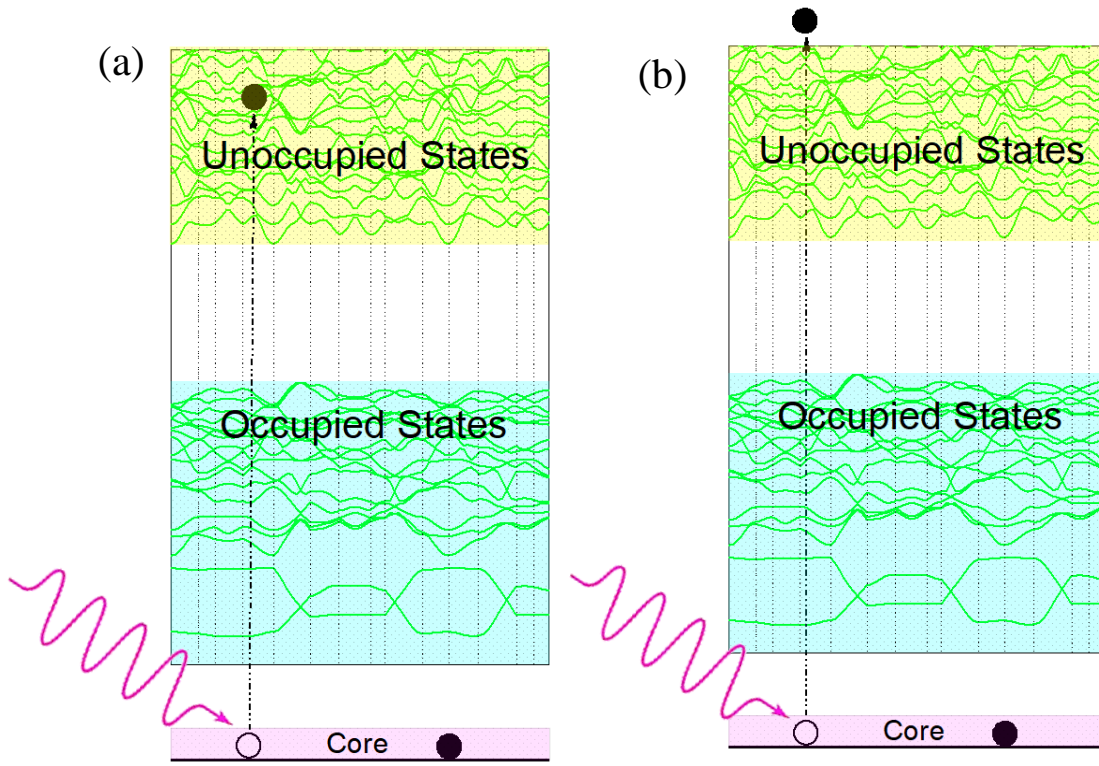 (a)
Unoccupied States
Occupied States
Core
(b)
Unoccupied States
Occupied States
Core